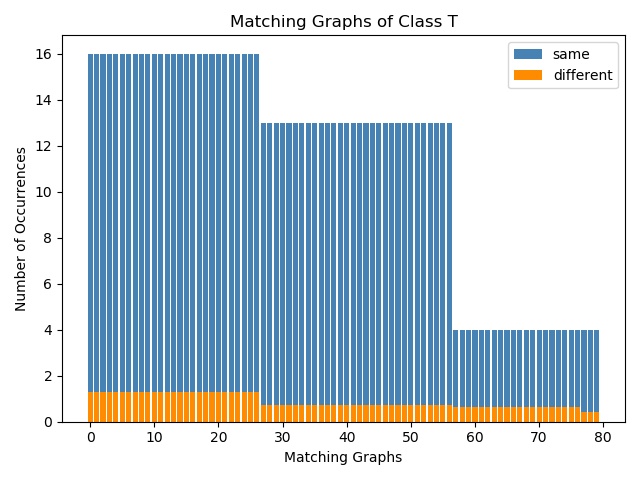 Matching Graphs of Class T
same
different
Number of Occurrences
16
14
12
10
8
6
4
2
0
0 10 20 30 40 50 60 70 80
Matching Graphs